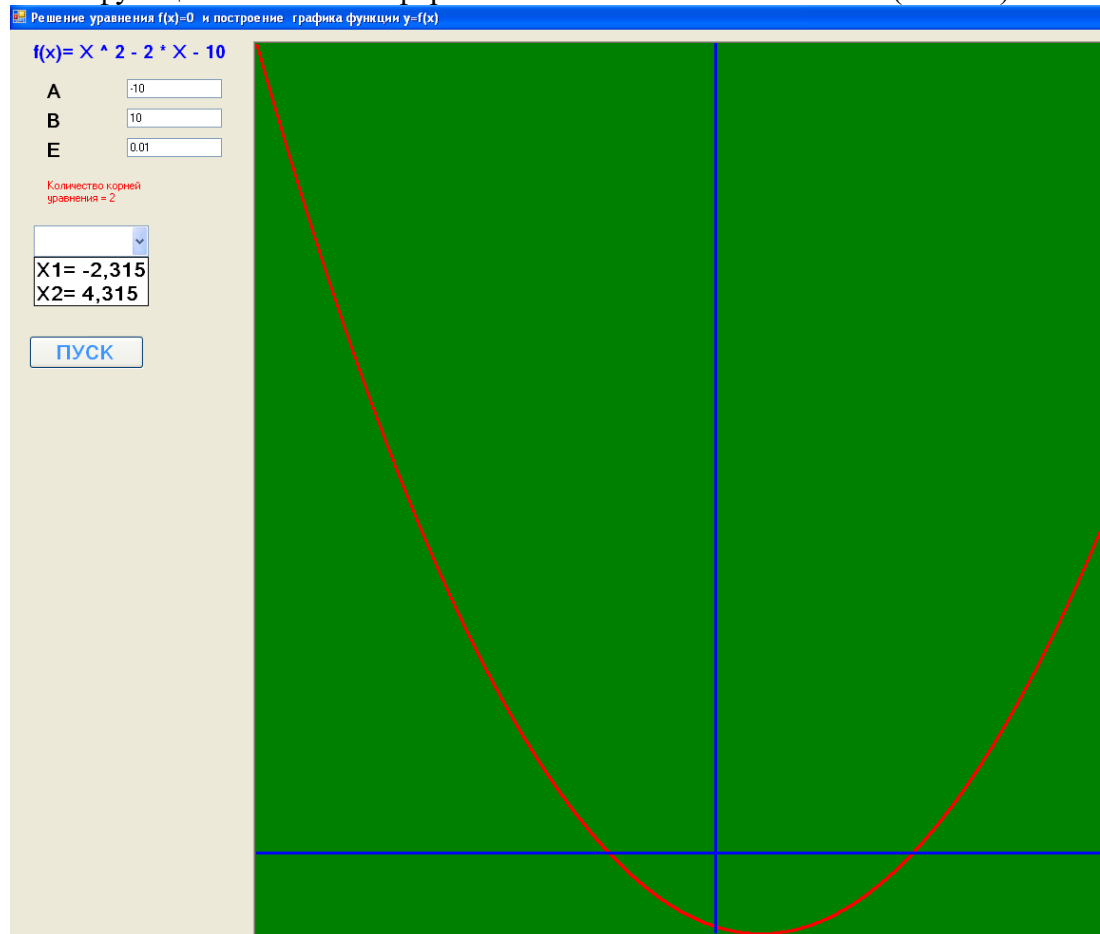 Решение уравнения f(x)=0 и построение графика функции y=f(x)
f(x)= X ^ 2 - 2 * X - 10
A -10
B 10
E 0.01
Количество корней
уравнения = 2
X1= -2,315
X2= 4,315
ПУСК